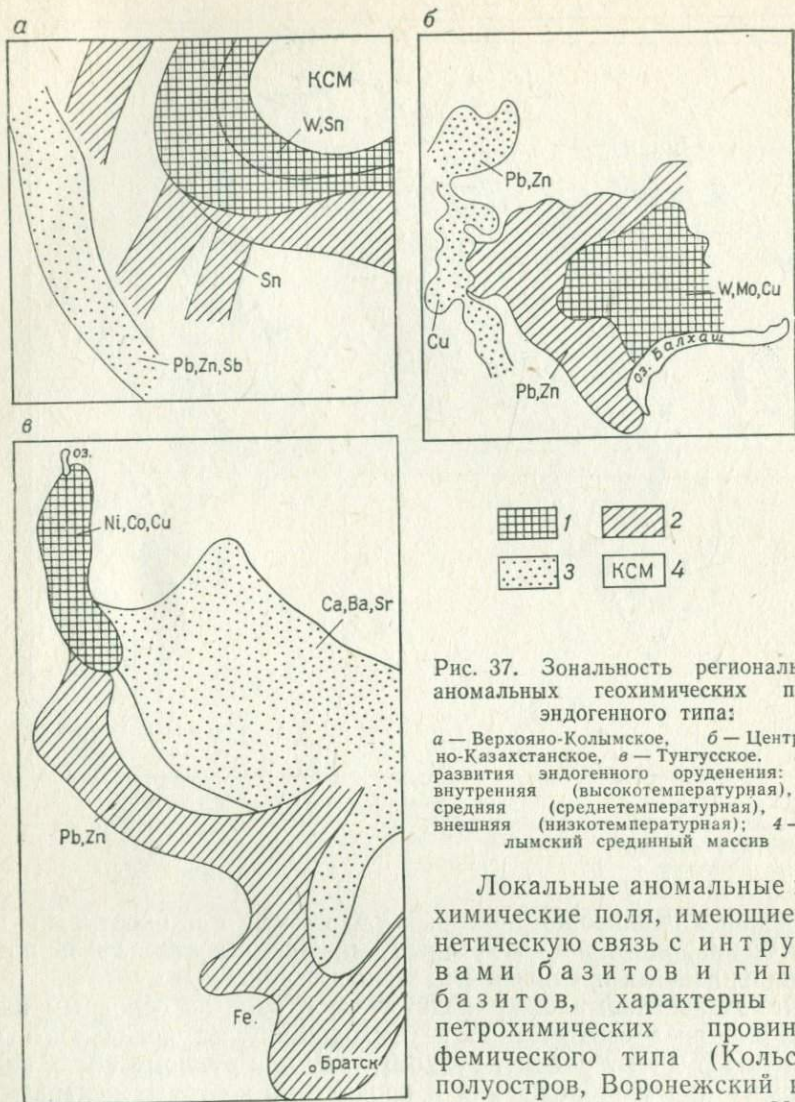 а
КСМ
W,Sn
Sn
Pb,Zn,Sb
б
Pb,Zn
Cu
Pb,Zn
W,Mo,Cu
оз. Балхаш
в
оз.
Ni,Co,Cu
Ca,Ba,Sr
Pb,Zn
Fe.
Братск
1 2
3 КСМ 4
Рис. 37. Зональность региональ
аномальных геохимических п
эндогенного типа:
а — Верхояно-Колымское, б — Центр
но-Казахстанское, в — Тунгусское.
развития эндогенного оруденения:
внутренняя (высокотемпературная),
средняя (среднетемпературная),
внешняя (низкотемпературная); 4 —
лымский срединный массив
Локальные аномальные
химические поля, имеющие
нетическую связь с интру
вами базитов и гип
базитов, характерны
петрохимических провин
фемического типа (Кольс
полуостров, Воронежский